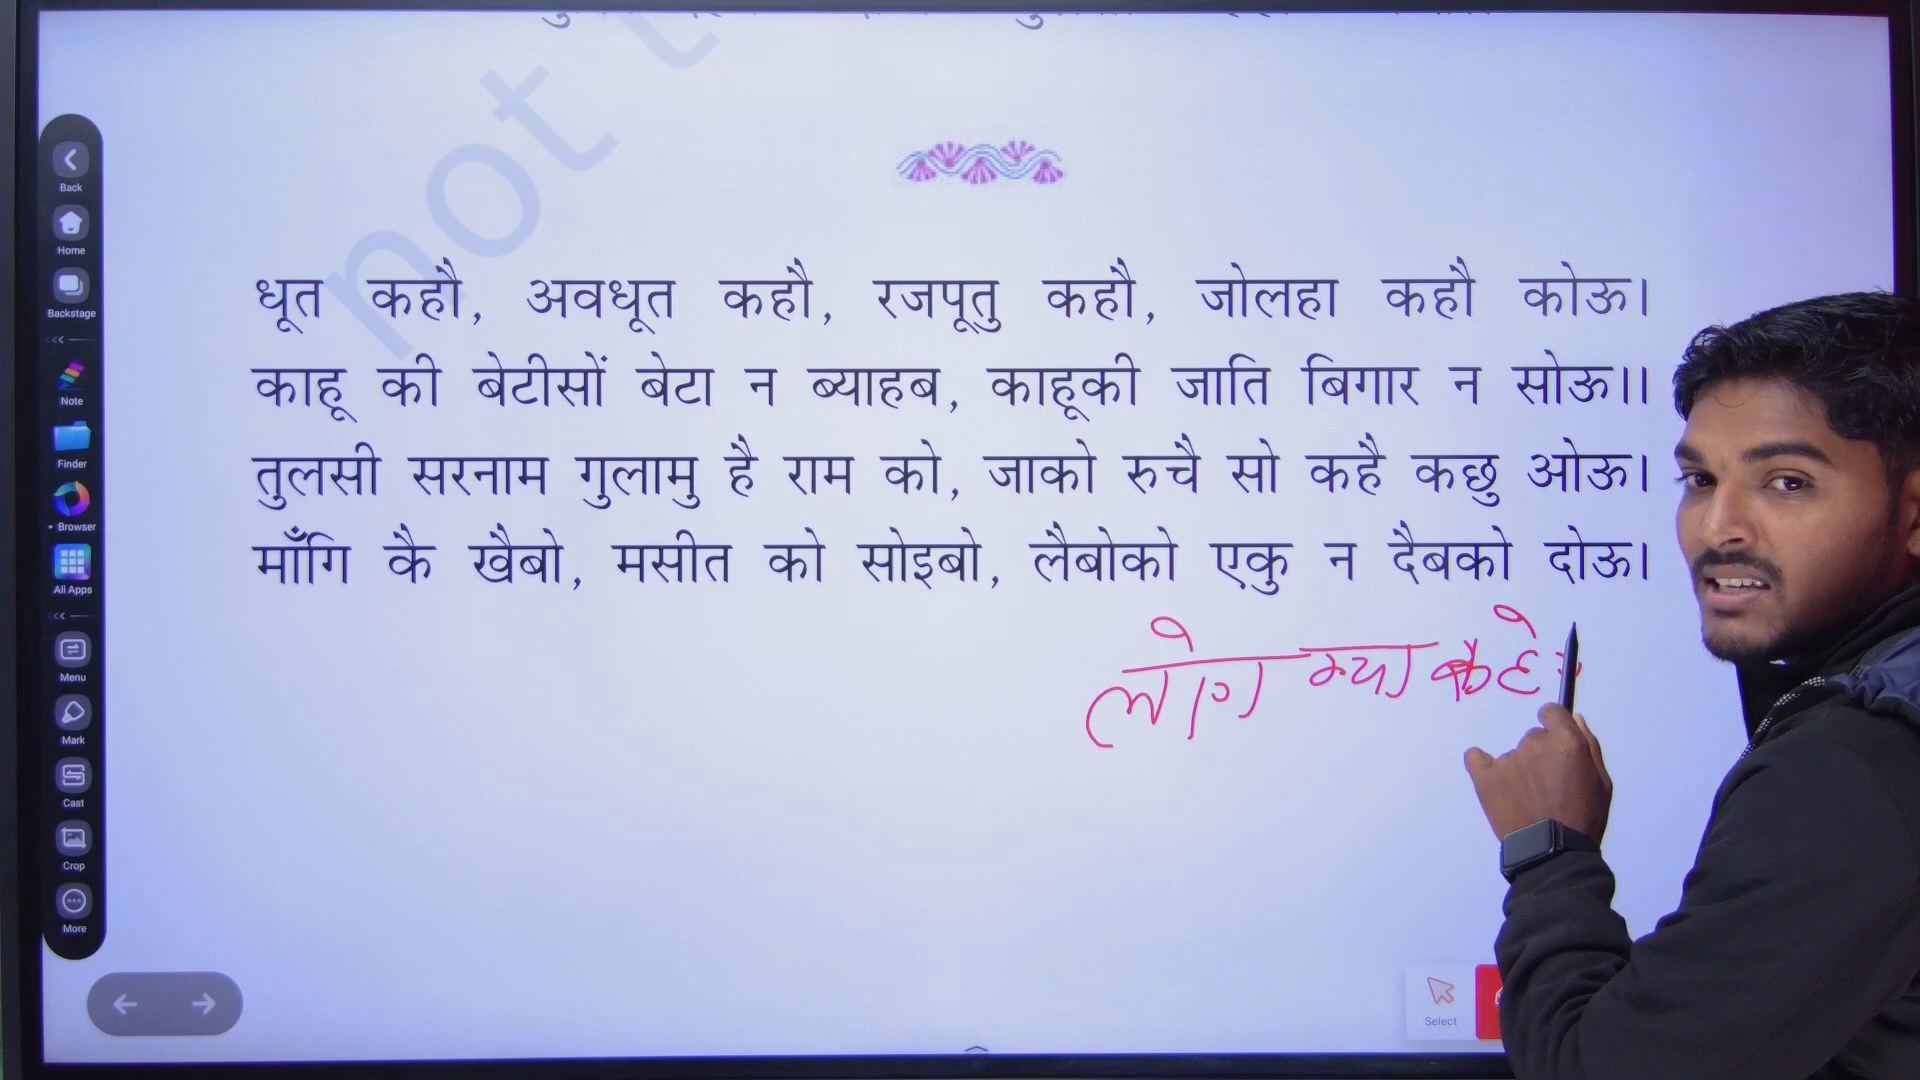 not
धूत कहौ, अवधूत कहौ, रजपूतु कहौ, जोलहा कहौ कोऊ।
काहू की बेटीसों बेटा न ब्याहब, काहूकी जाति बिगार न सोऊ।।
तुलसी सरनाम गुलामु है राम को, जाको रुचै सो कहै कछु ओऊ।
माँगि कै खैबो, मसीत को सोइबो, लैबोको एकु न दैबको दोऊ।
लोग क्या कहे
Back
Home
Backstage
Note
Finder
Browser
All Apps
Menu
Mark
Cast
Crop
More
Select